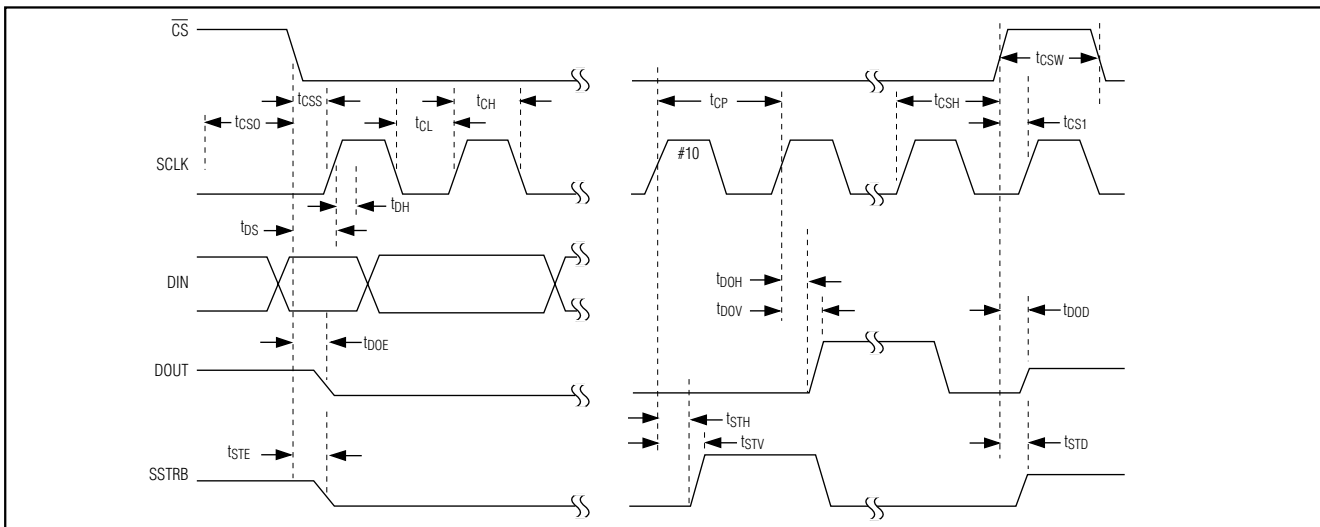 CS
tCSW
tCSS
tCH
tCP
tCSH
tCSO
tCL
tCS1
SCLK
#10
tDH
tDS
DIN
tDOH
tDOV
tDOD
tDOE
DOUT
tSTH
tSTV
tSTD
tSTE
SSTRB